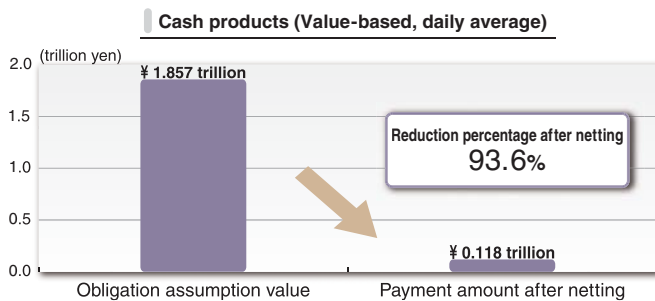 Cash products (Value-based, daily average)
(trillion yen)
2.0
¥ 1.857 trillion
1.5
Reduction percentage after netting
93.6%
1.0
0.5
¥ 0.118 trillion
0.0
Obligation assumption value Payment amount after netting